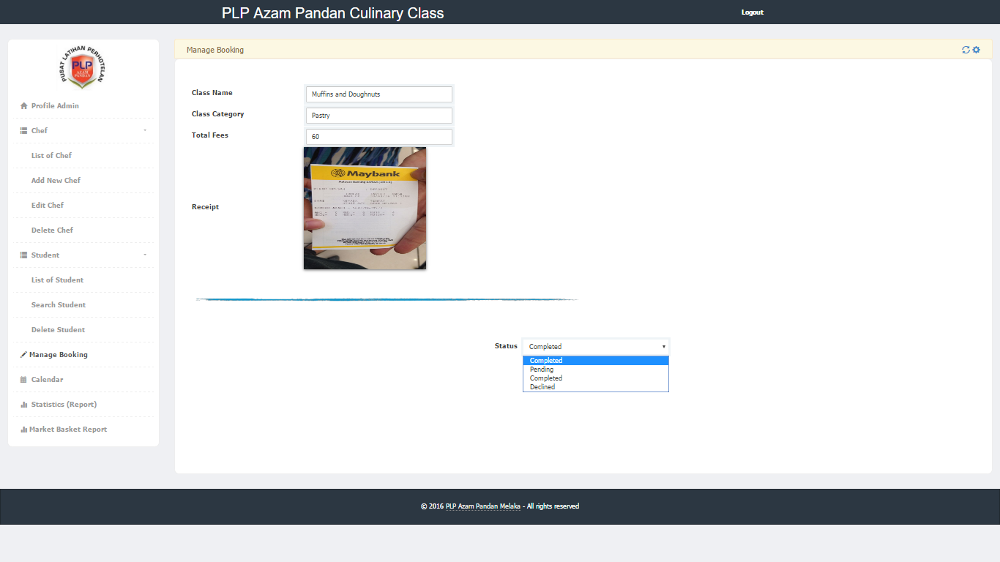 PLP Azam Pandan Culinary Class
Logout
PUSAT LATIHAN PERHOTELAN
PLP
AZAM
PANDAN
Profile Admin
Chef
List of Chef
Add New Chef
Edit Chef
Delete Chef
Student
List of Student
Search Student
Delete Student
Manage Booking
Calendar
Statistics (Report)
Market Basket Report
Manage Booking
Class Name
Muffins and Doughnuts
Class Category
Pastry
Total Fees
60
Receipt
Maybank
Status
Completed
Completed
Pending
Completed
Declined
© 2016 PLP Azam Pandan Melaka - All rights reserved